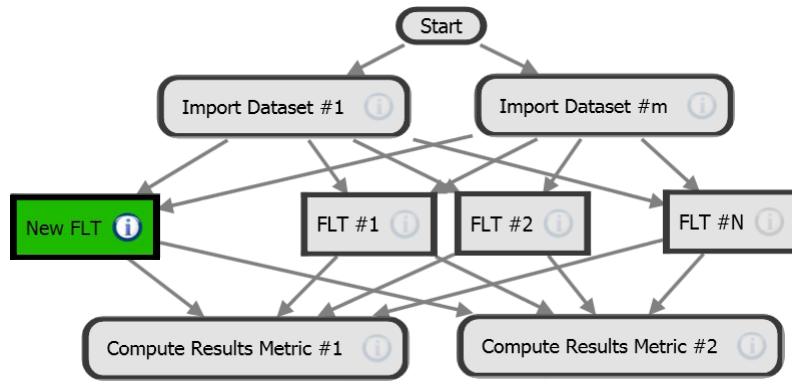 Start
Import Dataset #1
Import Dataset #m
New FLT
FLT #1
FLT #2
FLT #N
Compute Results Metric #1
Compute Results Metric #2